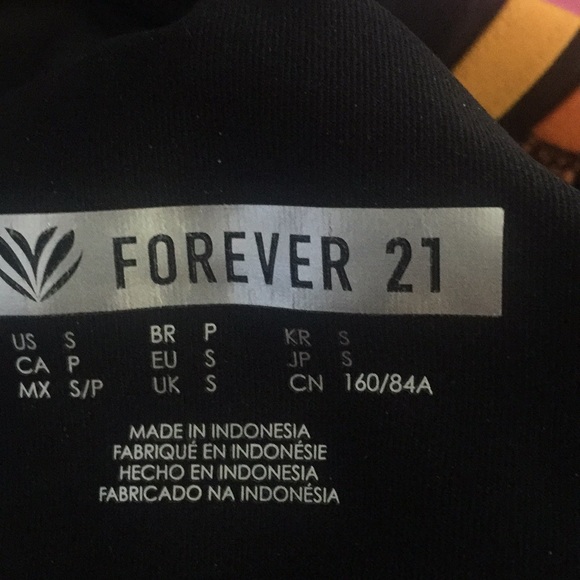 FOREVER 21
US S BR P KR S
CA P EU S JP S
MX S/P UK S CN 160/84A
MADE IN INDONESIA
FABRIQUÉ EN INDONÉSIE
HECHO EN INDONESIA
FABRICADO NA INDONÉSIA